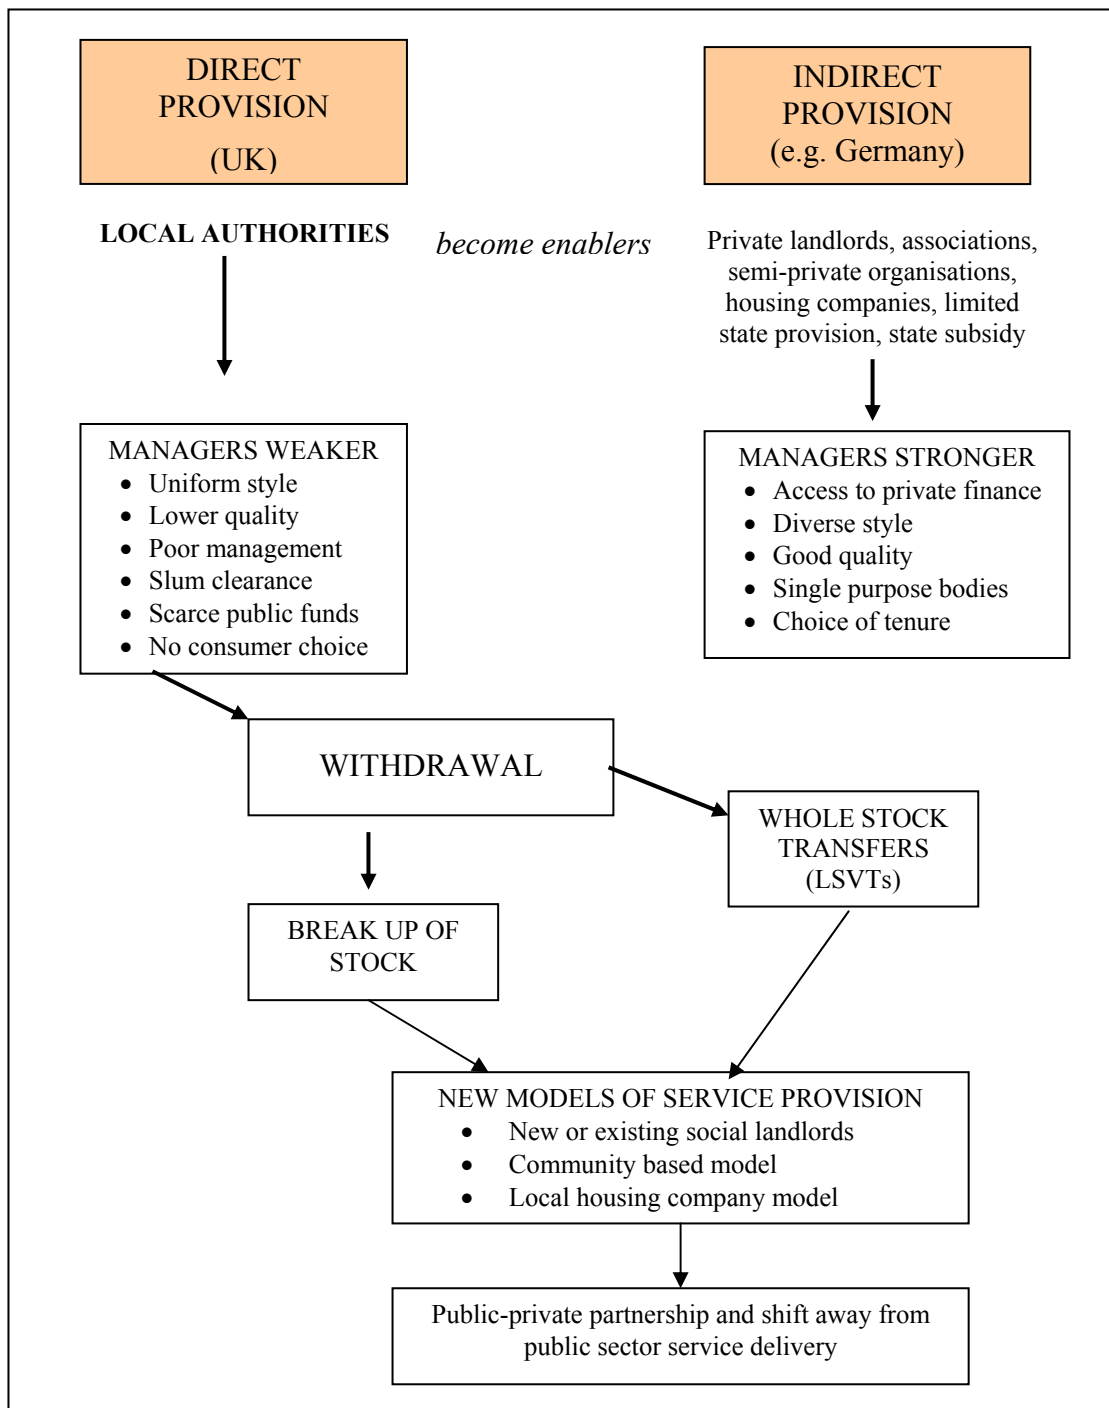 DIRECT
PROVISION
(UK)
INDIRECT
PROVISION
(e.g. Germany)
LOCAL AUTHORITIES
become enablers
Private landlords, associations,
semi-private organisations,
housing companies, limited
state provision, state subsidy
MANAGERS WEAKER
• Uniform style
• Lower quality
• Poor management
• Slum clearance
• Scarce public funds
• No consumer choice
MANAGERS STRONGER
• Access to private finance
• Diverse style
• Good quality
• Single purpose bodies
• Choice of tenure
WITHDRAWAL
WHOLE STOCK
TRANSFERS
(LSVTs)
BREAK UP OF
STOCK
NEW MODELS OF SERVICE PROVISION
• New or existing social landlords
• Community based model
• Local housing company model
Public-private partnership and shift away from
public sector service delivery